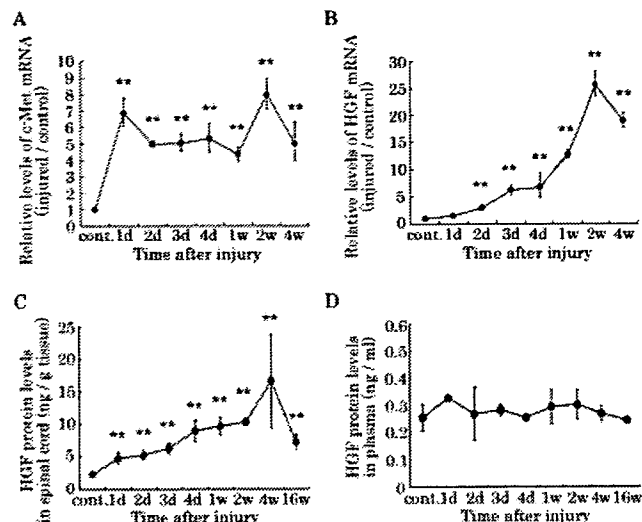 A
Relative levels of c-Met mRNA
(injured / control)
10
9
8
7
6
5
4
3
2
1
0
** ** ** ** ** ** **
cont. 1d 2d 3d 4d 1w 2w 4w
Time after injury
B
Relative levels of HGF mRNA
(injured / control)
30
25
20
15
10
5
0
** ** ** ** ** **
cont. 1d 2d 3d 4d 1w 2w 4w
Time after injury
C
HGF protein levels
in spinal cord (ng / g tissue)
25
20
15
10
5
0
** ** ** ** ** ** ** **
cont. 1d 2d 3d 4d 1w 2w 4w 16w
Time after injury
D
HGF protein levels
in plasma (ng / ml)
0.6
0.5
0.4
0.3
0.2
0.1
0
cont. 1d 2d 3d 4d 1w 2w 4w 16w
Time after injury